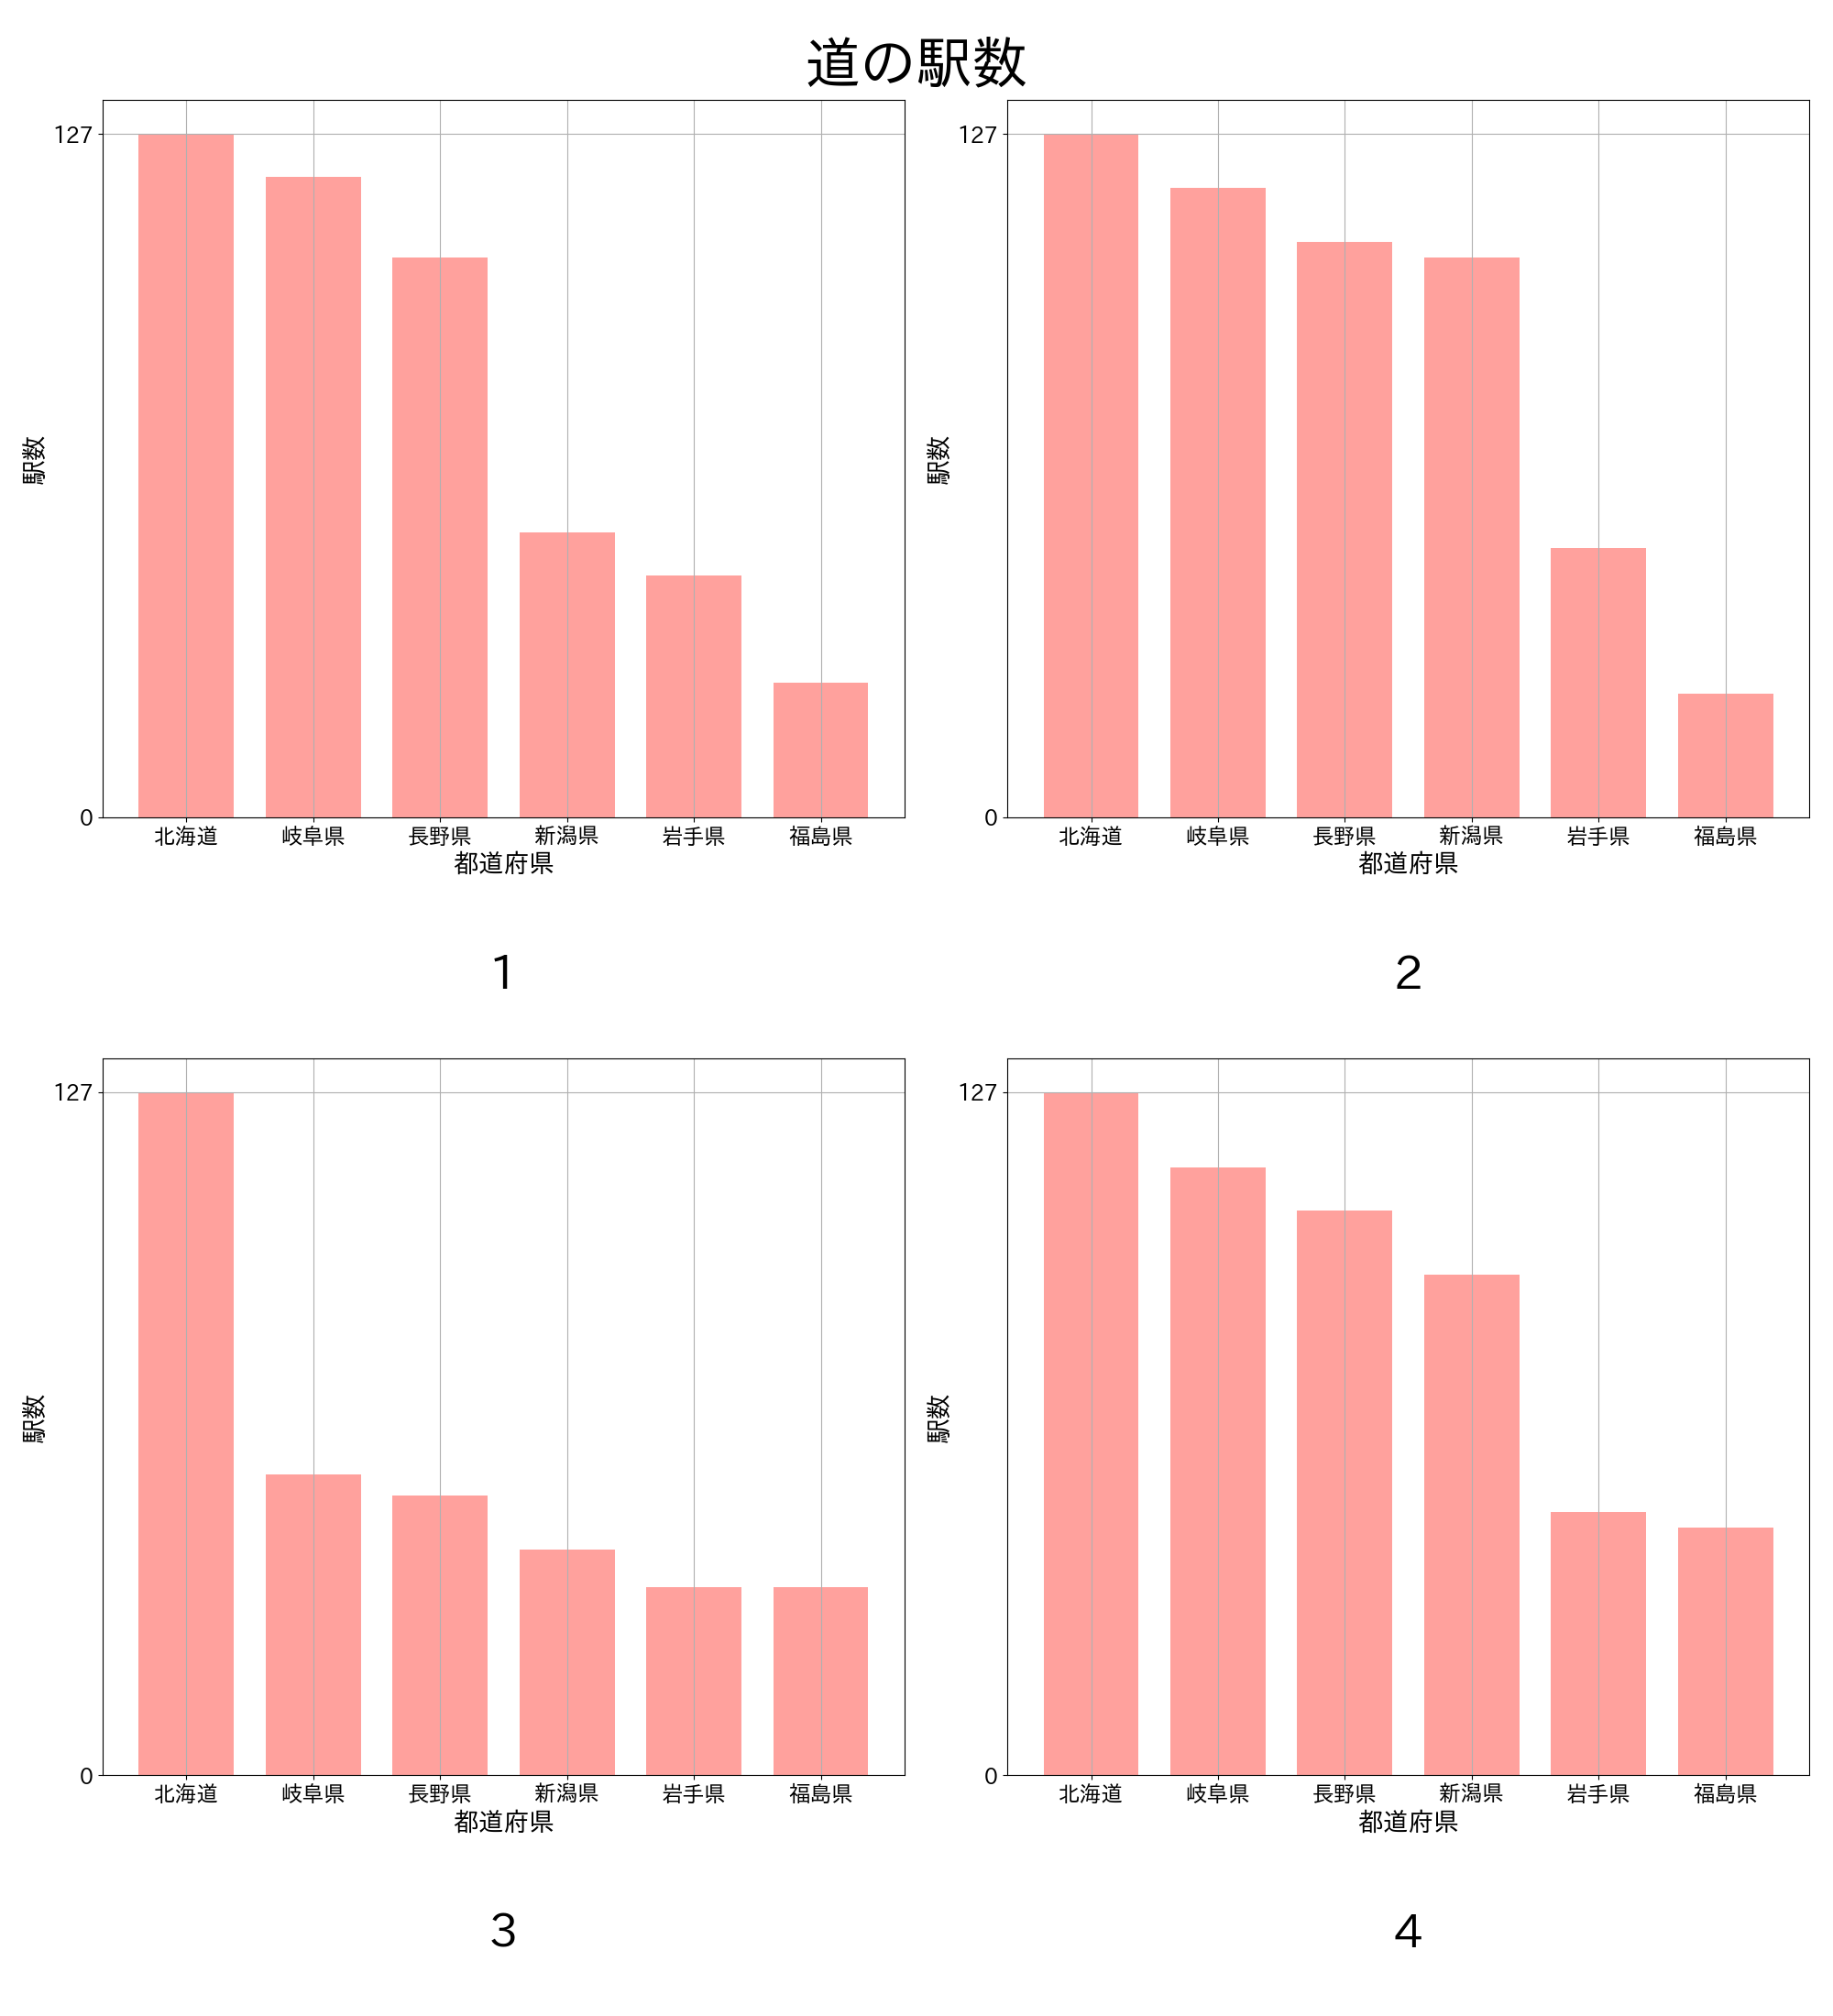 道の駅数
127
駅数
0
北海道 岐阜県 長野県 新潟県 岩手県 福島県
都道府県
1
127
駅数
0
北海道 岐阜県 長野県 新潟県 岩手県 福島県
都道府県
2
127
駅数
0
北海道 岐阜県 長野県 新潟県 岩手県 福島県
都道府県
3
127
駅数
0
北海道 岐阜県 長野県 新潟県 岩手県 福島県
都道府県
4